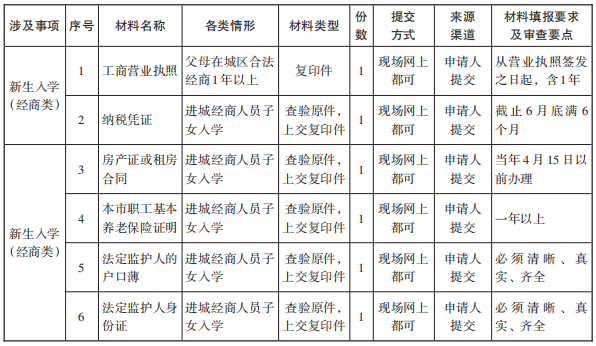 涉及事项 序号 材料名称 各类情形 材料类型 份数 提交方式 来源渠道 材料填报要求及审查要点
新生入学（经商类） 1 工商营业执照 父母在城区合法经商1年以上 复印件 1 现场网上都可 申请人提交 从营业执照签发之日起，含1年
2 纳税凭证 进城经商人员子女入学 查验原件，上交复印件 1 现场网上都可 申请人提交 截止6月底满6个月
新生入学（经商类） 3 房产证或租房合同 进城经商人员子女入学 查验原件，上交复印件 1 现场网上都可 申请人提交 当年4月15日以前办理
4 本市职工基本养老保险证明 进城经商人员子女入学 查验原件，上交复印件 1 现场网上都可 申请人提交 一年以上
5 法定监护人的户口薄 进城经商人员子女入学 查验原件，上交复印件 1 现场网上都可 申请人提交 必须清晰、真实、齐全
6 法定监护人身份证 进城经商人员子女入学 查验原件，上交复印件 1 现场网上都可 申请人提交 必须清晰、真实、齐全